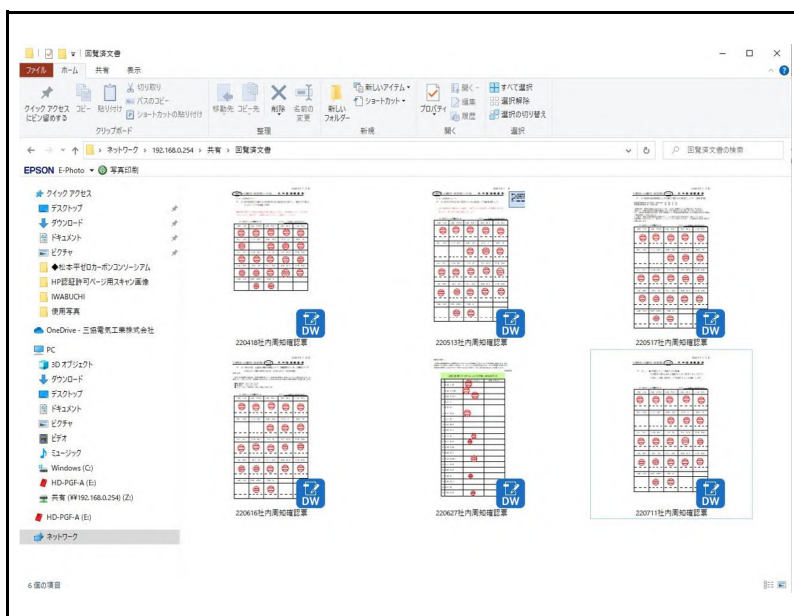 回覧済文書
ファイル ホーム 共有 表示
クイック アクセスにピン留めする
コピー
貼り付け
切り取り
パスのコピー
ショートカットの貼り付け
クリップボード
移動先
コピー先
削除
名前の変更
整理
新しいフォルダー
新しいアイテム
ショートカット
新規
プロパティ
開く
編集
履歴
開く
すべて選択
選択解除
選択の切り替え
選択
ネットワーク › 192.168.0.254 › 共有 › 回覧済文書
回覧済文書の検索
EPSON E-Photo 写真印刷
クイック アクセス
デスクトップ
ダウンロード
ドキュメント
ピクチャ
◆松本平ゼロカーボンコンソーシアム
HP認証許可ページ用スキャン画像
IWABUCHI
使用写真
OneDrive - 三協電気工業株式会社
PC
3D オブジェクト
ダウンロード
デスクトップ
ドキュメント
ピクチャ
ビデオ
ミュージック
Windows (C:)
HD-PGF-A (E:)
共有 (¥¥192.168.0.254) (Z:)
HD-PGF-A (E:)
ネットワーク
DW
220418社内周知確認票
DW
220513社内周知確認票
DW
220517社内周知確認票
DW
220616社内周知確認票
DW
220627社内周知確認票
DW
220711社内周知確認票
6 個の項目